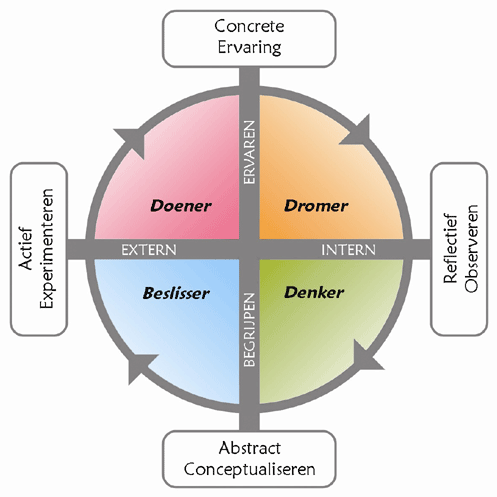 Concrete
Ervaring
ERVAREN
Doener
Dromer
Actief
Experimenteren
EXTERN
INTERN
Reflectief
Observeren
Beslisser
Denker
BEGRIJPEN
Abstract
Conceptualiseren